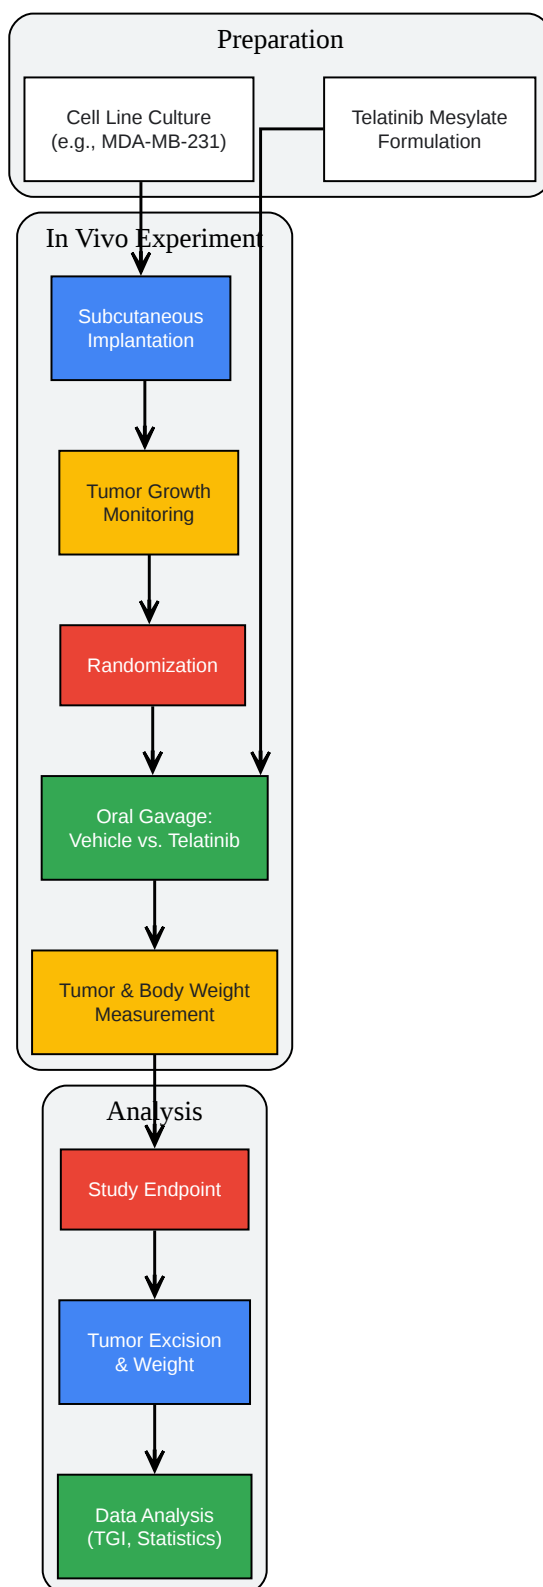 Preparation
Cell Line Culture
(e.g., MDA-MB-231)
Telatinib Mesylate
Formulation
In Vivo Experiment
Subcutaneous
Implantation
Tumor Growth
Monitoring
Randomization
Oral Gavage:
Vehicle vs. Telatinib
Tumor & Body Weight
Measurement
Analysis
Study Endpoint
Tumor Excision
& Weight
Data Analysis
(TGI, Statistics)